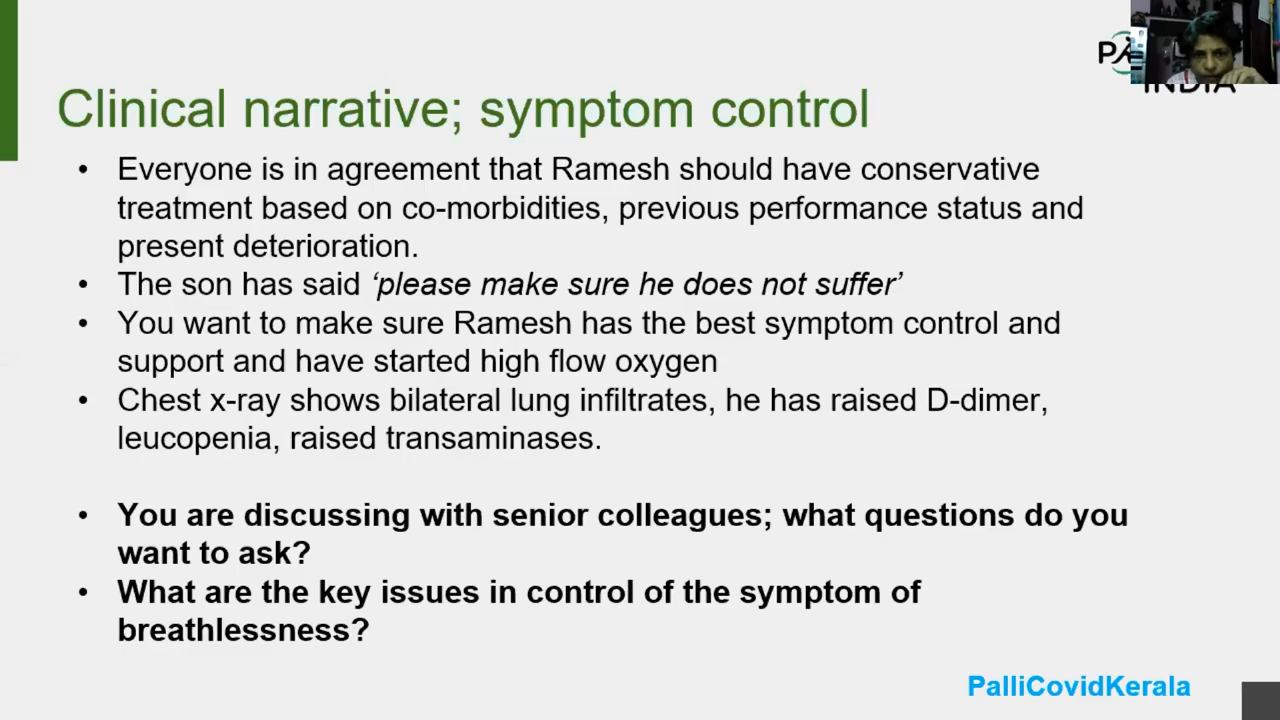 Clinical narrative; symptom control
• Everyone is in agreement that Ramesh should have conservative
treatment based on co-morbidities, previous performance status and
present deterioration.
• The son has said ‘please make sure he does not suffer’
• You want to make sure Ramesh has the best symptom control and
support and have started high flow oxygen
• Chest x-ray shows bilateral lung infiltrates, he has raised D-dimer,
leucopenia, raised transaminases.
• You are discussing with senior colleagues; what questions do you
want to ask?
• What are the key issues in control of the symptom of
breathlessness?
PalliCovidKerala
INDIA